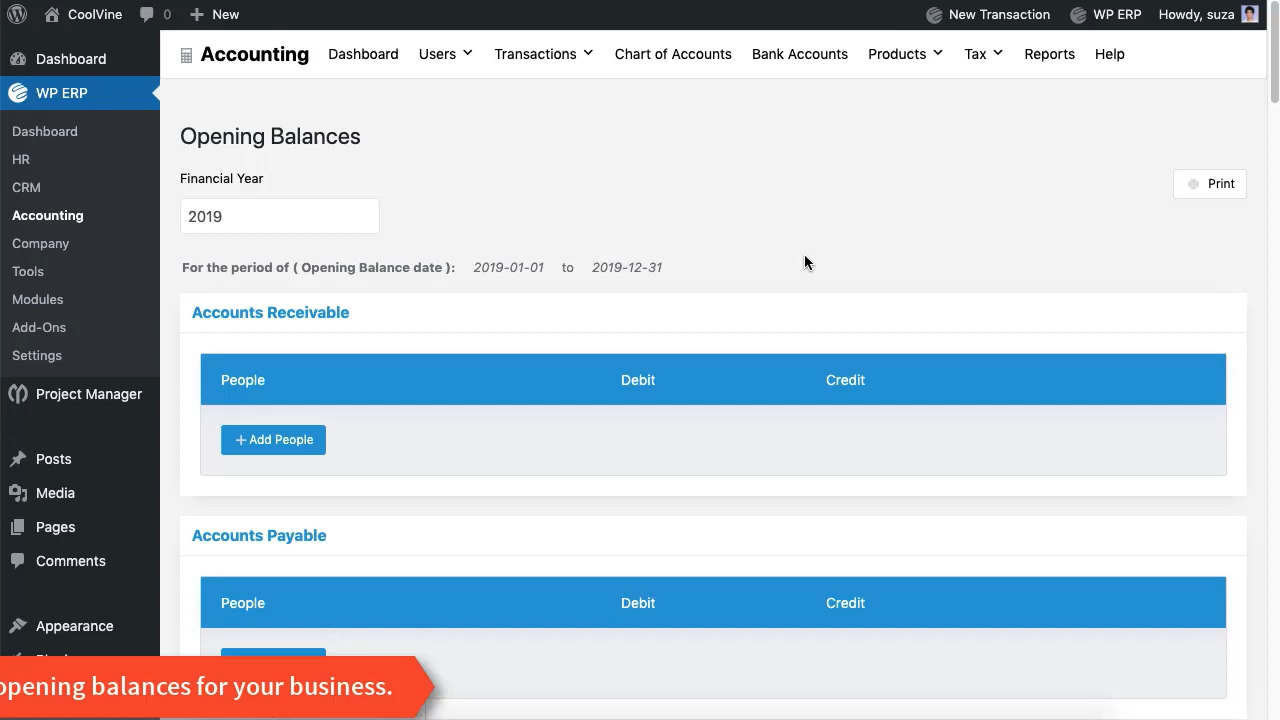 CoolVine 0 New New Transaction WP ERP Howdy, suza
Dashboard
WP ERP
Dashboard
HR
CRM
Accounting
Company
Tools
Modules
Add-Ons
Settings
Project Manager
Posts
Media
Pages
Comments
Appearance
Accounting Dashboard Users Transactions Chart of Accounts Bank Accounts Products Tax Reports Help
Opening Balances
Financial Year
Print
2019
For the period of ( Opening Balance date ): 2019-01-01 to 2019-12-31
Accounts Receivable
People Debit Credit
+ Add People
Accounts Payable
People Debit Credit
opening balances for your business.